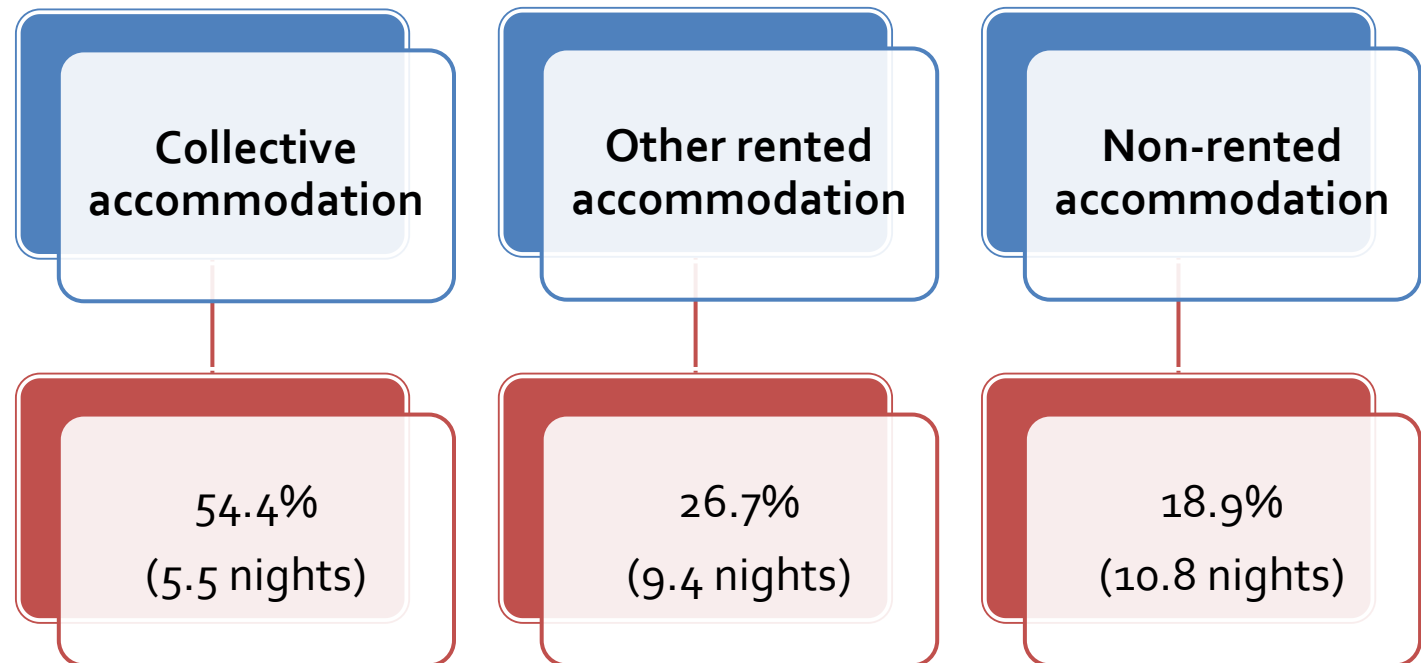 Collective
accommodation
Other rented
accommodation
Non-rented
accommodation
54.4%
(5.5 nights)
26.7%
(9.4 nights)
18.9%
(10.8 nights)